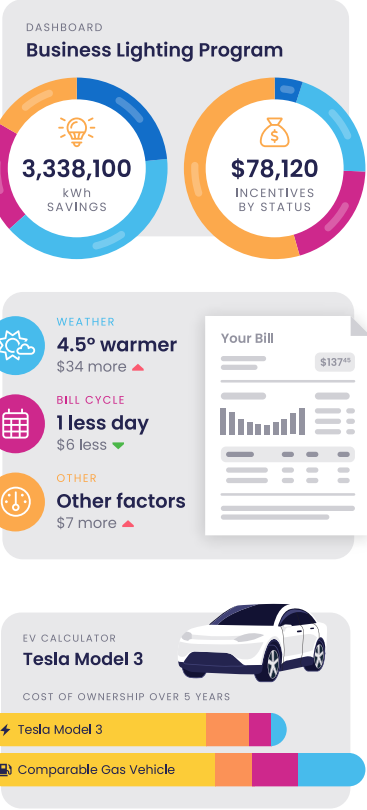 DASHBOARD
Business Lighting Program
3,338,100
kWh
SAVINGS
$
$78,120
INCENTIVES
BY STATUS
WEATHER
4.5° warmer
$34 more
BILL CYCLE
1 less day
$6 less
OTHER
Other factors
$7 more
Your Bill
$137⁴⁵
EV CALCULATOR
Tesla Model 3
COST OF OWNERSHIP OVER 5 YEARS
Tesla Model 3
Comparable Gas Vehicle